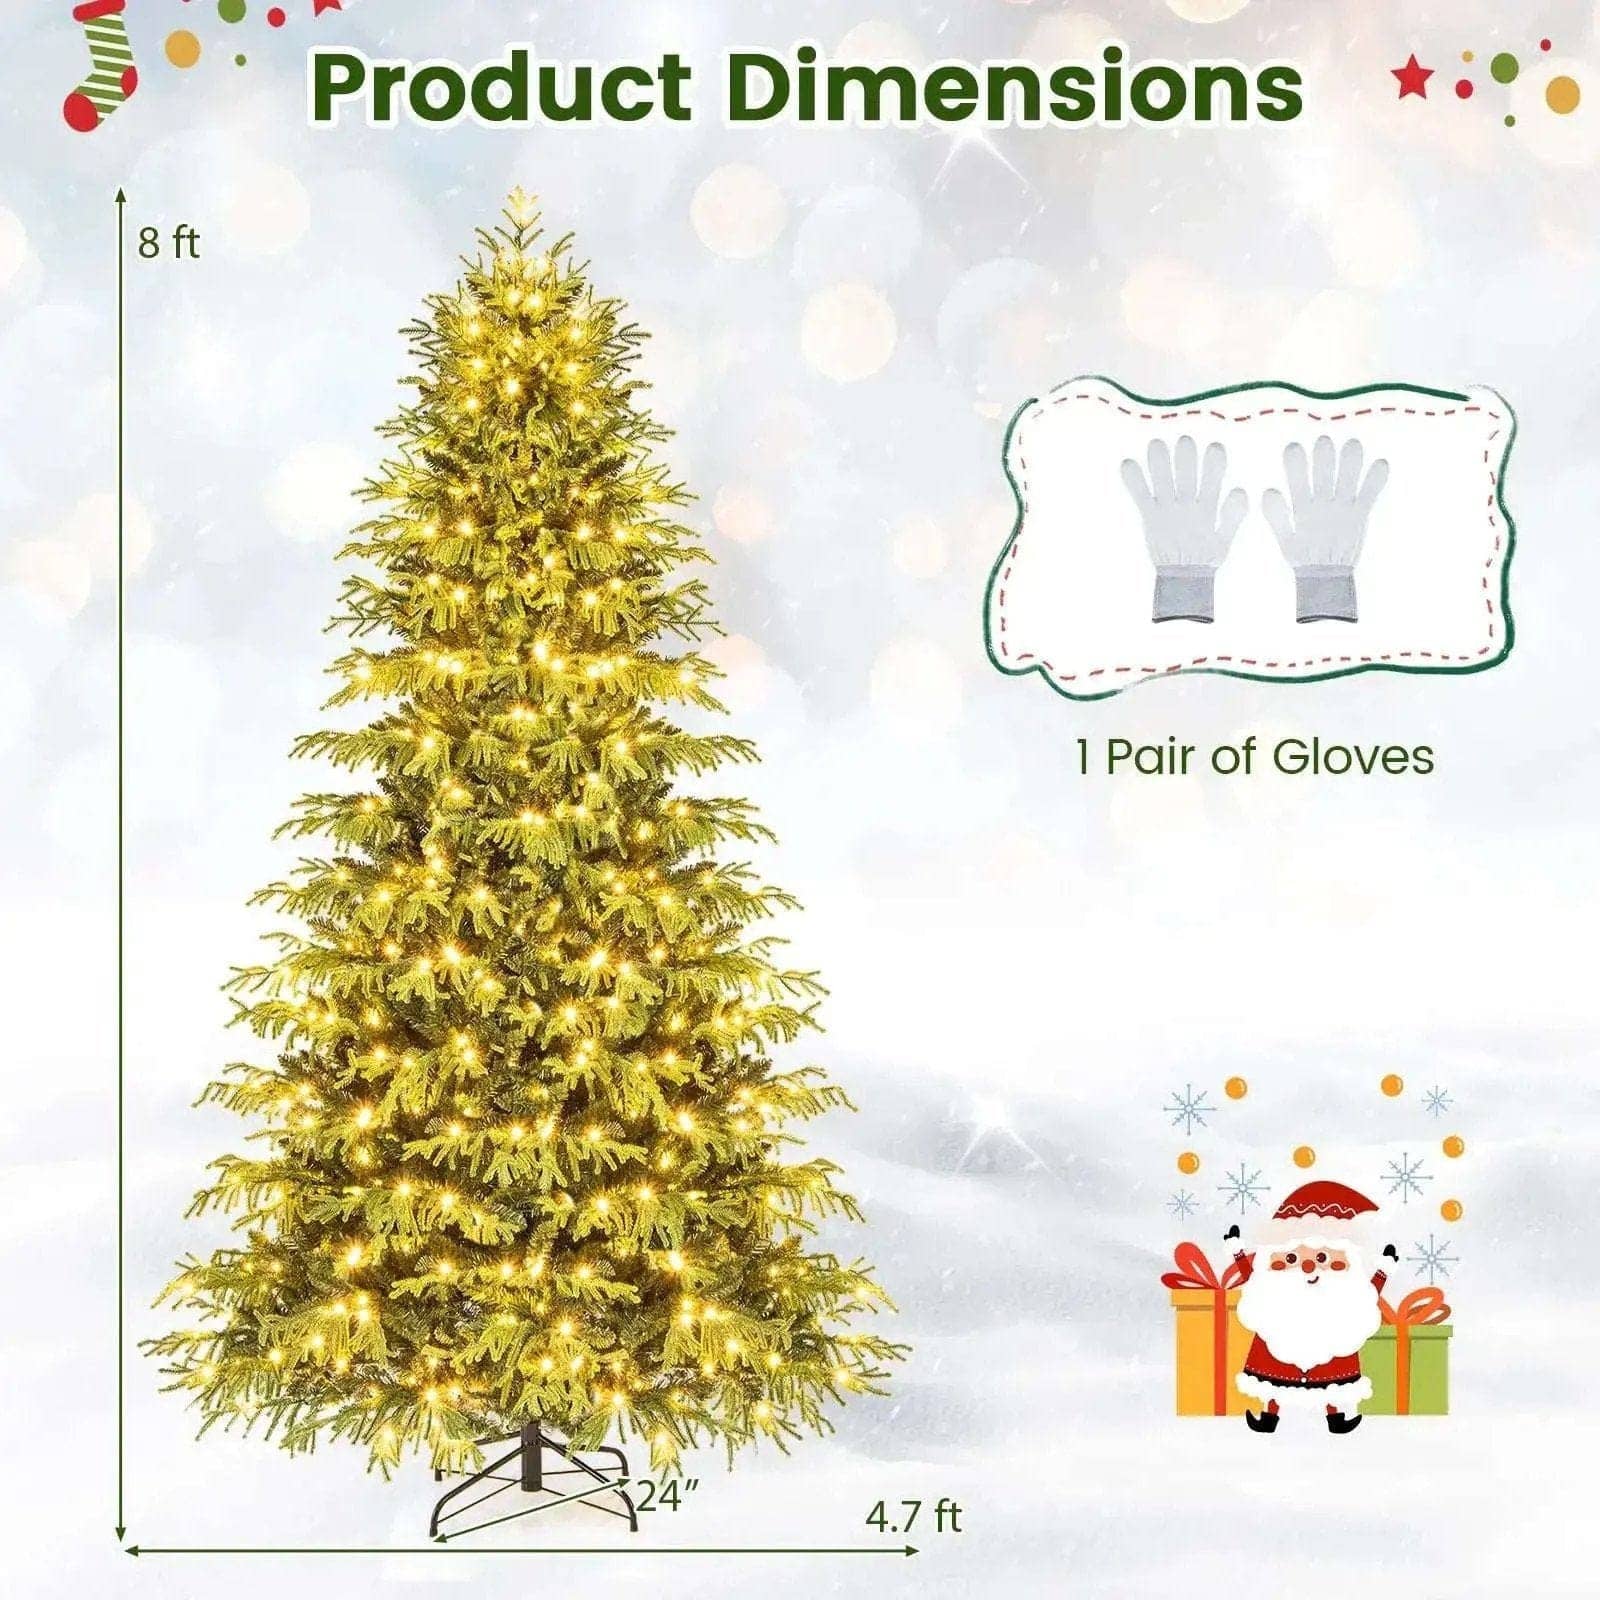 Product Dimensions
8 ft
1 Pair of Gloves
24"
4.7 ft